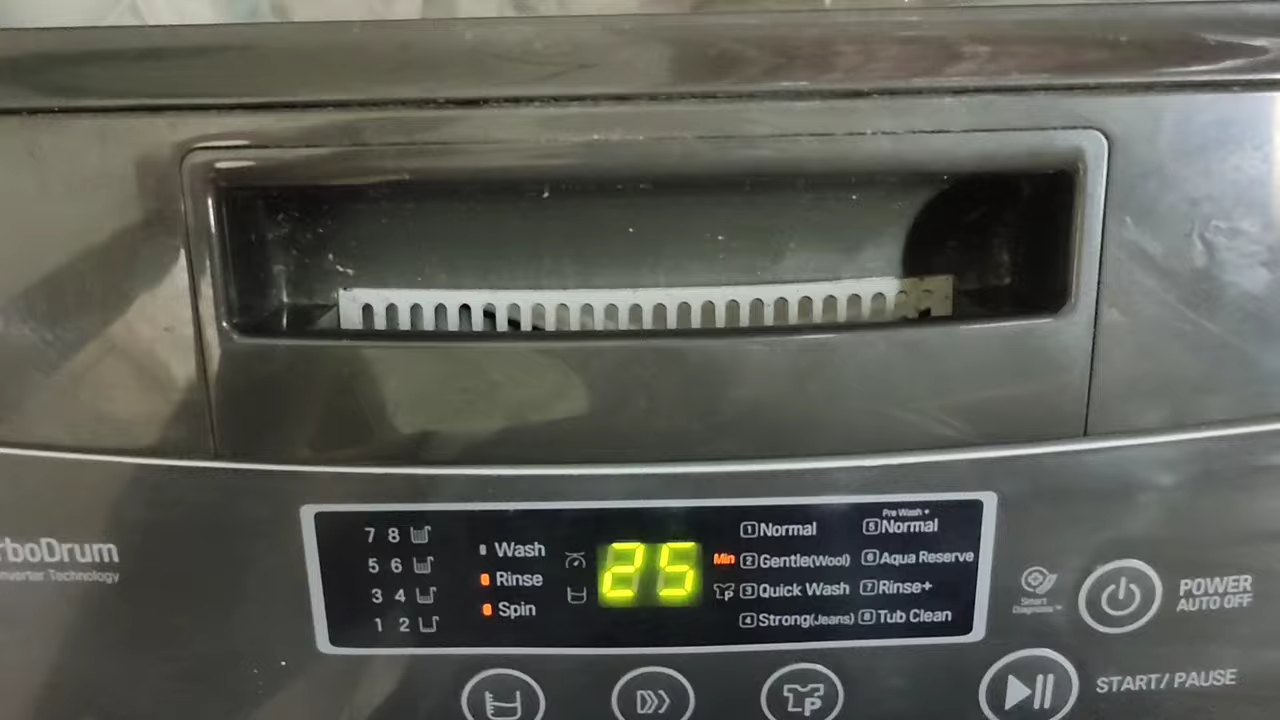 rboDrum
nverter Technology
7 8
5 6
3 4
1 2
Wash
Rinse
Spin
25
Min
P
1 Normal
2 Gentle(Wool)
3 Quick Wash
4 Strong(Jeans)
Pre Wash +
5 Normal
6 Aqua Reserve
7 Rinse+
8 Tub Clean
Smart
Diagnosis™
POWER
AUTO OFF
P
START/ PAUSE